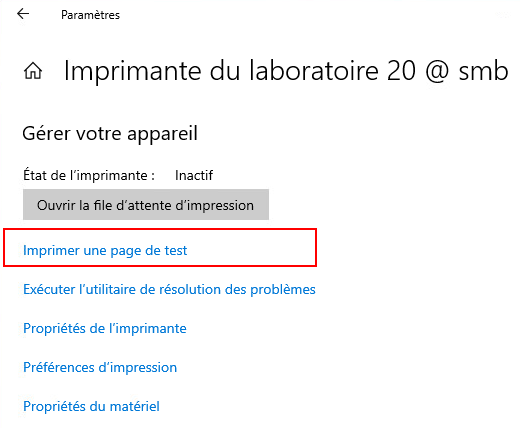 Paramètres
Imprimante du laboratoire 20 @ smb
Gérer votre appareil
État de l’imprimante : Inactif
Ouvrir la file d’attente d’impression
Imprimer une page de test
Exécuter l’utilitaire de résolution des problèmes
Propriétés de l’imprimante
Préférences d’impression
Propriétés du matériel